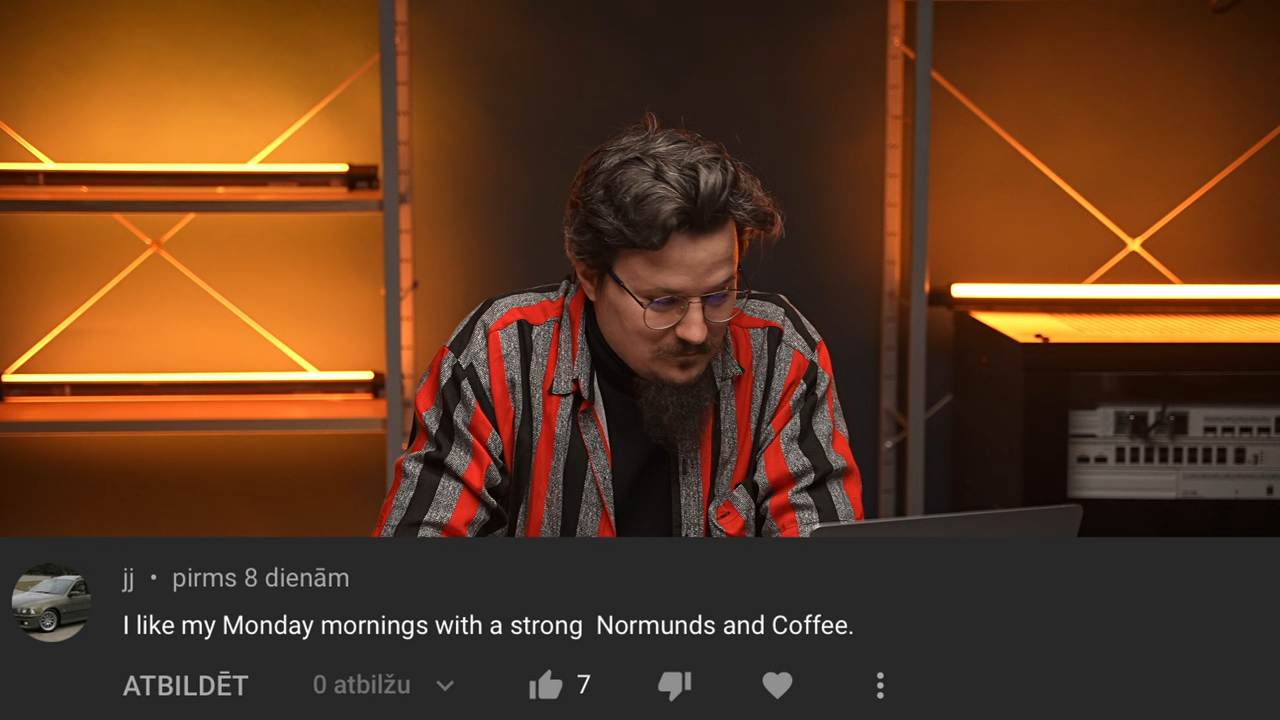 jj • pirms 8 dienām
I like my Monday mornings with a strong  Normunds and Coffee.
ATBILDĒT 0 atbilžu 7